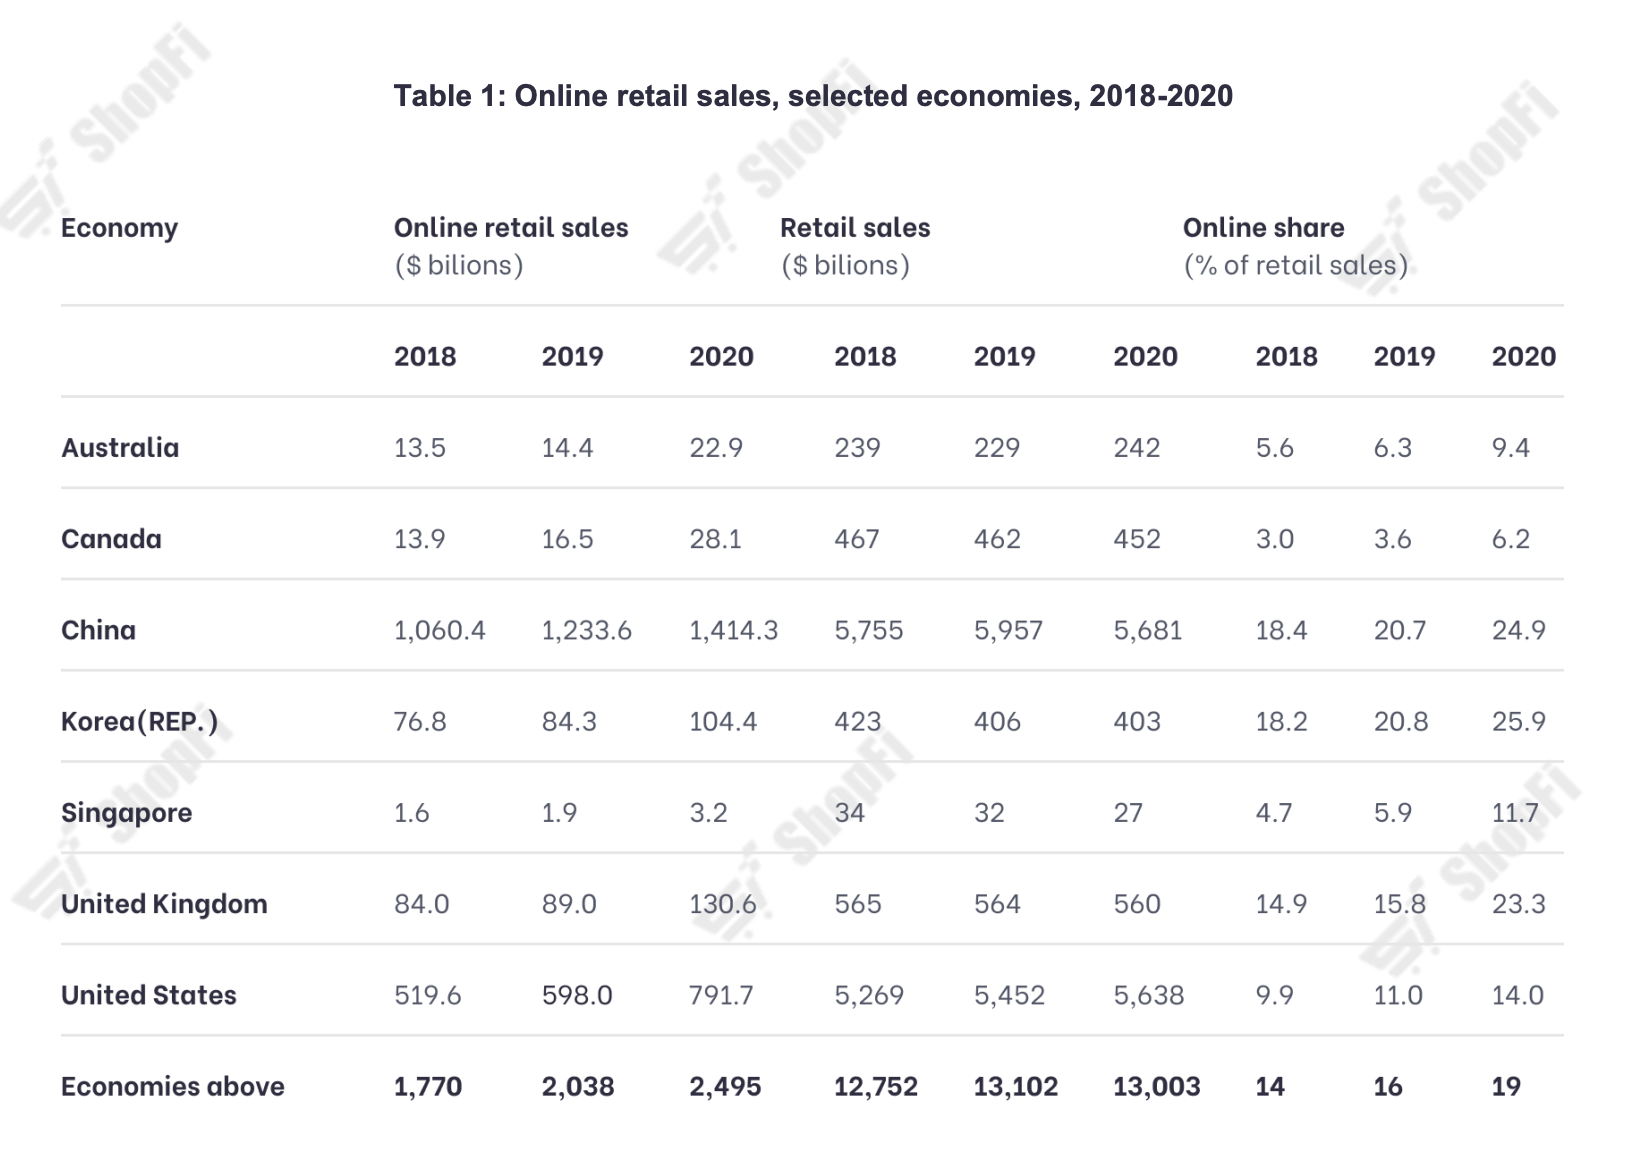 Table 1: Online retail sales, selected economies, 2018-2020
Economy Online retail sales Retail sales Online share
($ bilions) ($ bilions) (% of retail sales)
2018 2019 2020 2018 2019 2020 2018 2019 2020
Australia 13.5 14.4 22.9 239 229 242 5.6 6.3 9.4
Canada 13.9 16.5 28.1 467 462 452 3.0 3.6 6.2
China 1,060.4 1,233.6 1,414.3 5,755 5,957 5,681 18.4 20.7 24.9
Korea(REP.) 76.8 84.3 104.4 423 406 403 18.2 20.8 25.9
Singapore 1.6 1.9 3.2 34 32 27 4.7 5.9 11.7
United Kingdom 84.0 89.0 130.6 565 564 560 14.9 15.8 23.3
United States 519.6 598.0 791.7 5,269 5,452 5,638 9.9 11.0 14.0
Economies above 1,770 2,038 2,495 12,752 13,102 13,003 14 16 19
ShopFi
ShopFi
ShopFi
ShopFi
ShopFi
ShopFi